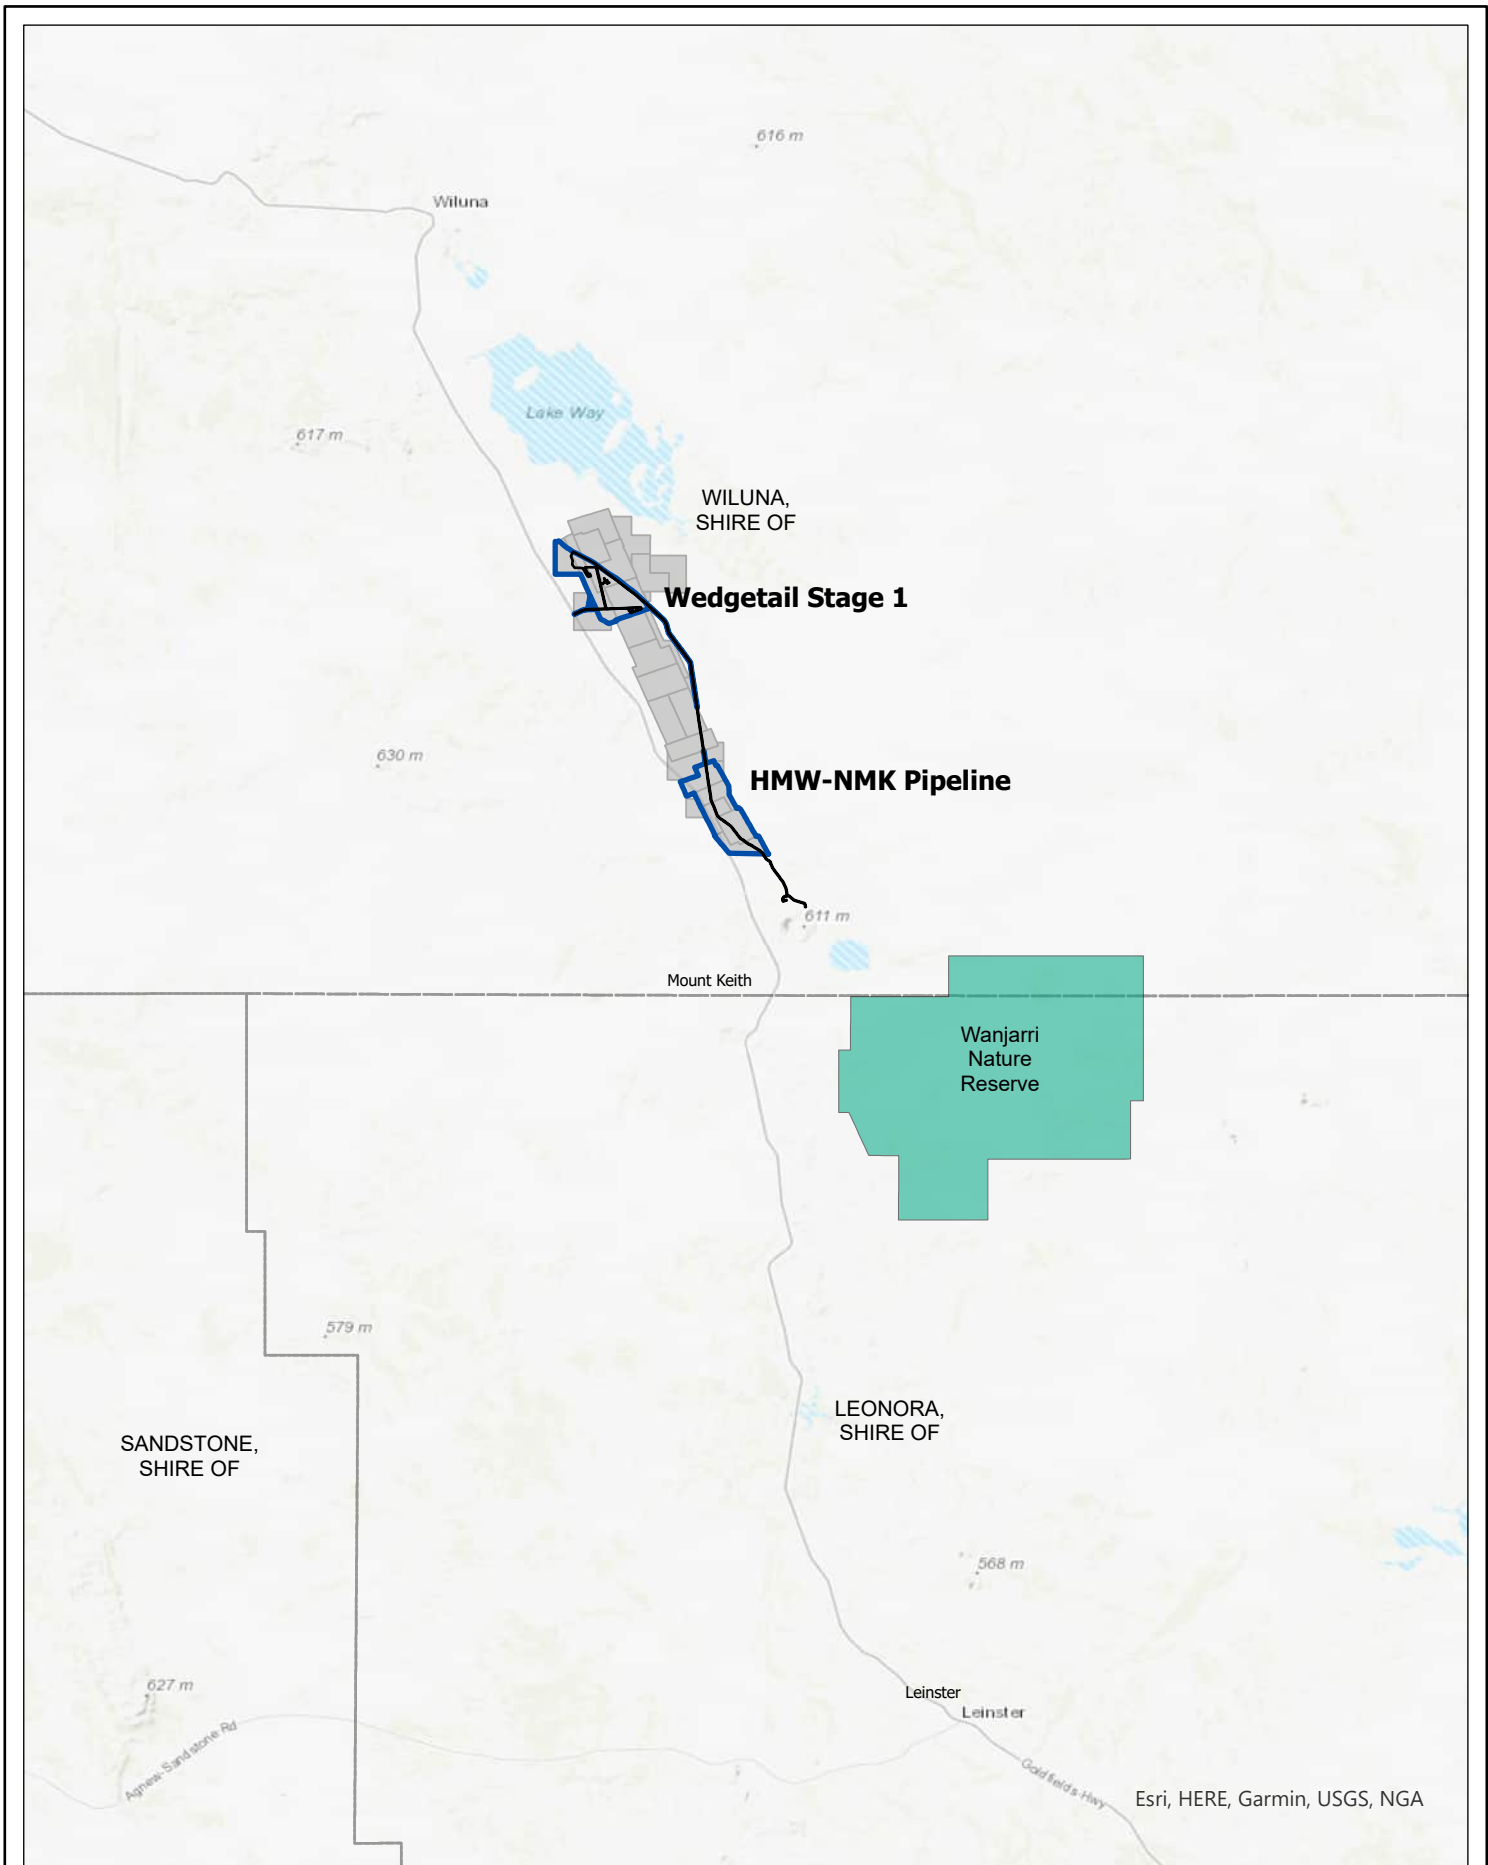 616 m
Wiluna
Lake Way
617 m
WILUNA,
SHIRE OF
Wedgetail Stage 1
630 m
HMW-NMK Pipeline
611 m
Mount Keith
Wanjarri
Nature
Reserve
579 m
LEONORA,
SHIRE OF
SANDSTONE,
SHIRE OF
568 m
627 m
Leinster
Leinster
Agnew-Sandstone Rd
Goldfields-Hwy
Esri, HERE, Garmin, USGS, NGA